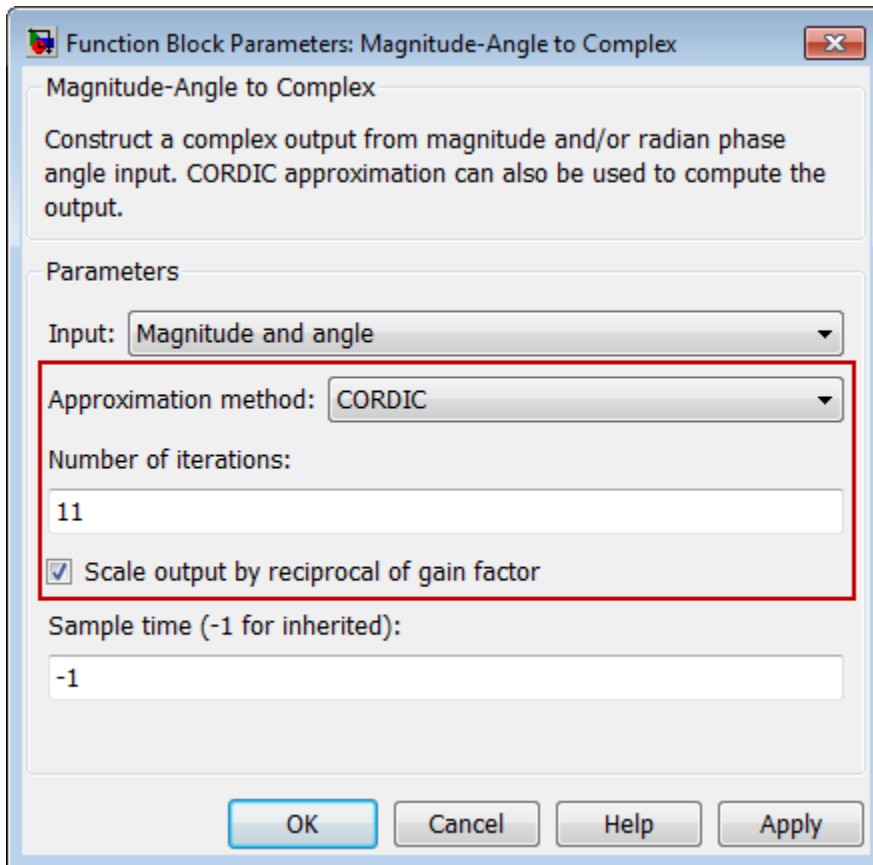 Function Block Parameters: Magnitude-Angle to Complex
Magnitude-Angle to Complex
Construct a complex output from magnitude and/or radian phase
angle input. CORDIC approximation can also be used to compute the
output.
Parameters
Input: Magnitude and angle
Approximation method: CORDIC
Number of iterations:
11
Scale output by reciprocal of gain factor
Sample time (-1 for inherited):
-1
OK Cancel Help Apply